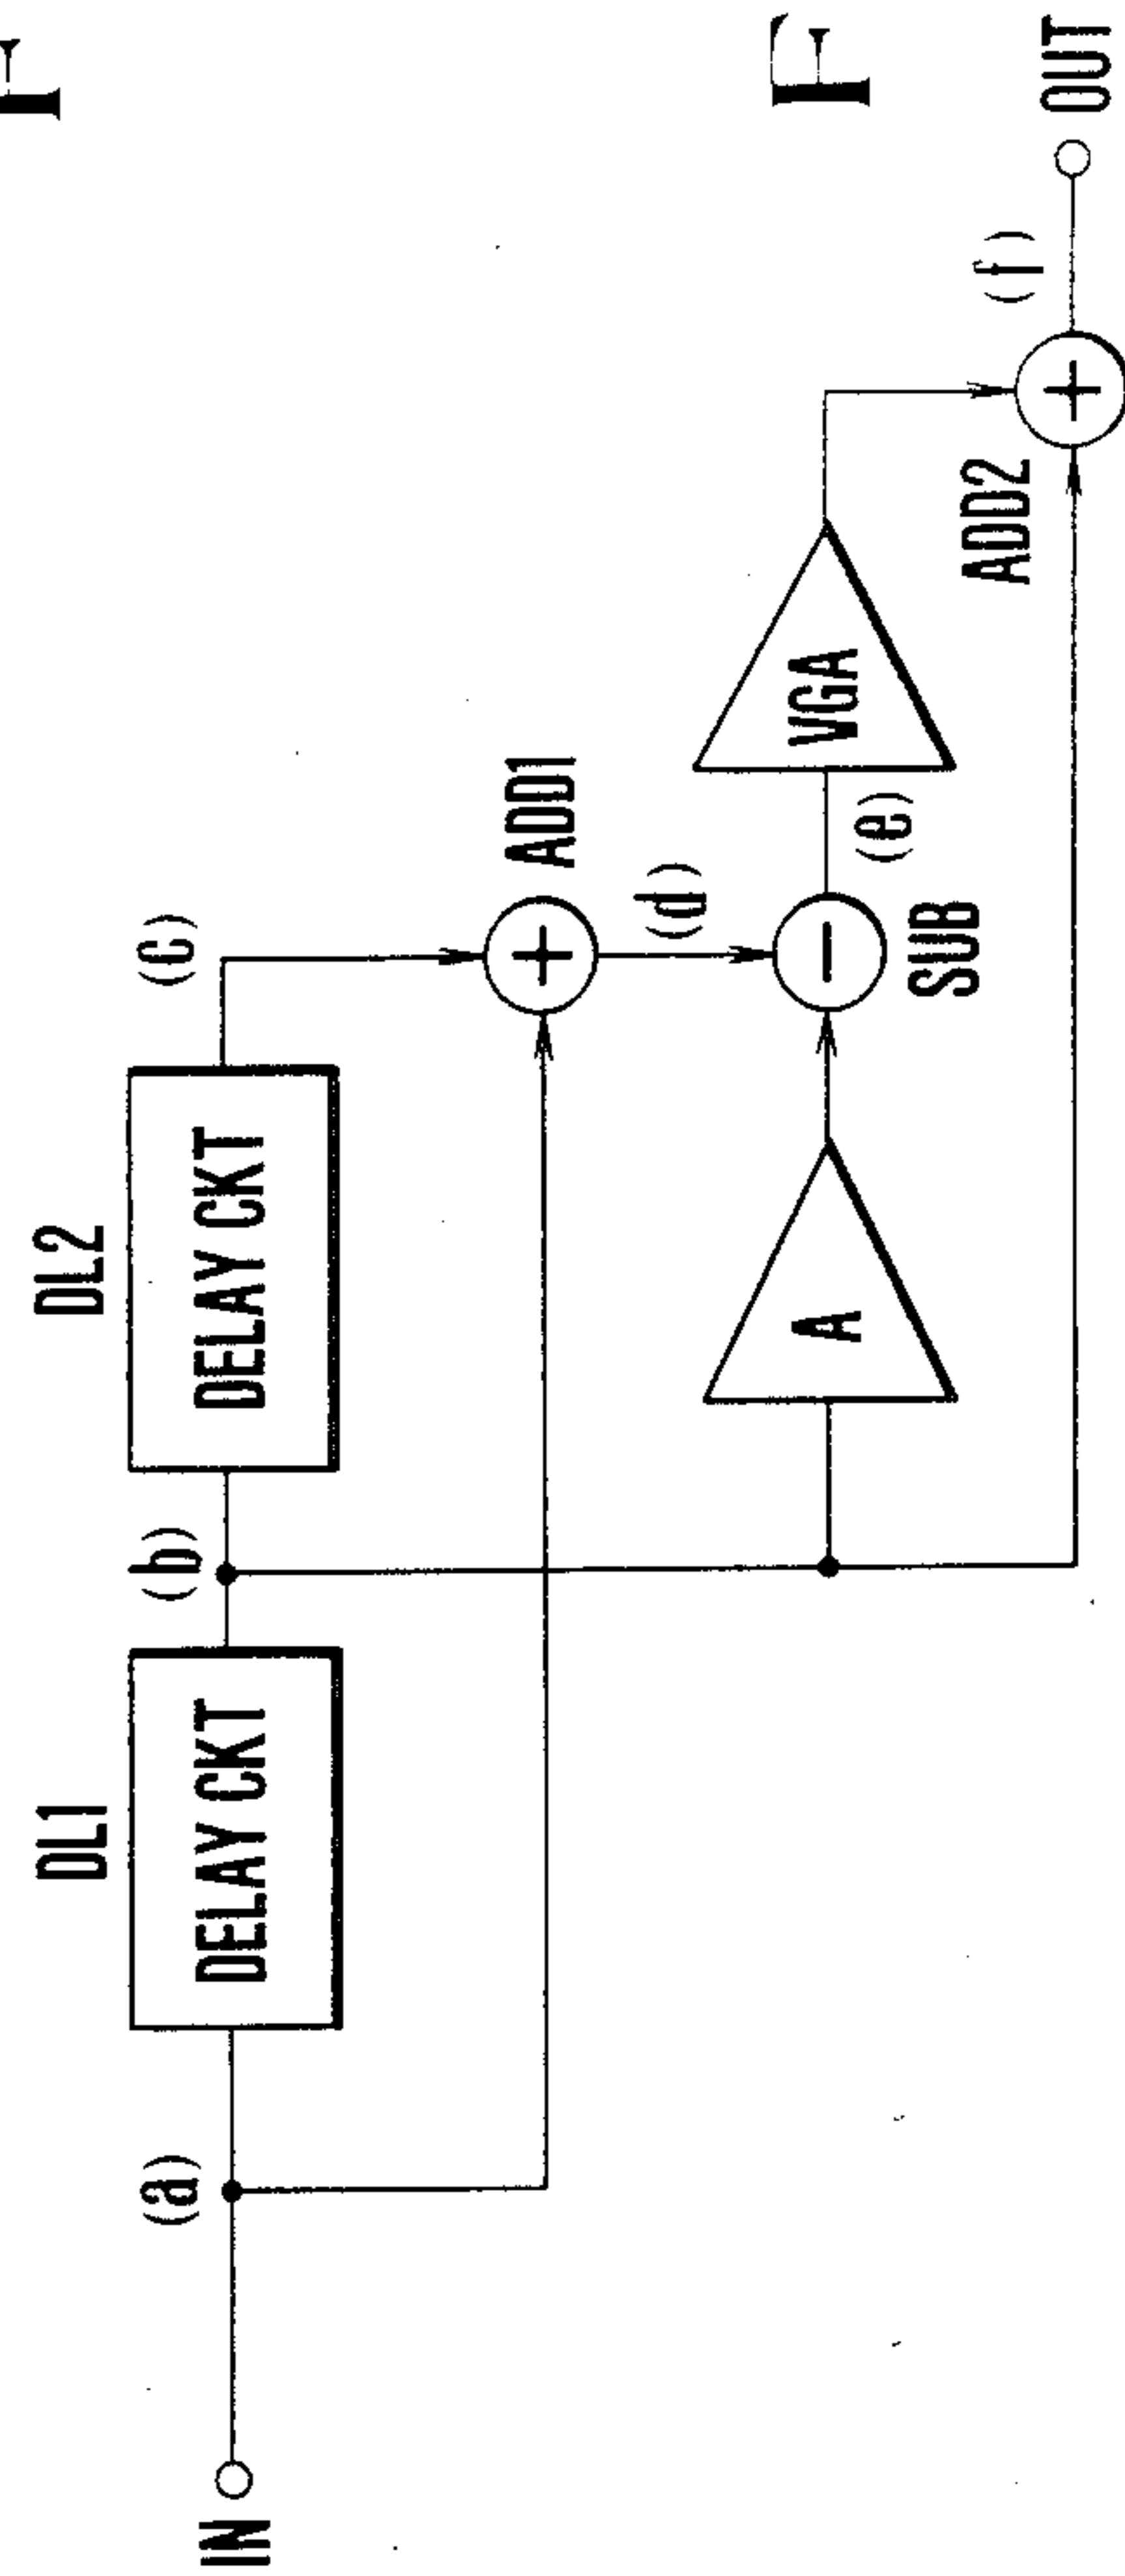 F
F
DL1
DL2
DELAY CKT
DELAY CKT
(a)
(b)
(c)
IN
ADD1
(d)
A
SUB
(e)
VGA
ADD2
(f)
OUT
+
−
+